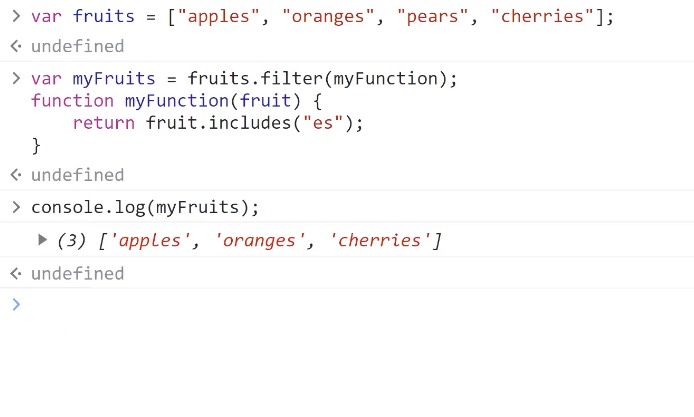 var fruits = ["apples", "oranges", "pears", "cherries"];
undefined
var myFruits = fruits.filter(myFunction);
function myFunction(fruit) {
    return fruit.includes("es");
}
undefined
console.log(myFruits);
(3) ['apples', 'oranges', 'cherries']
undefined